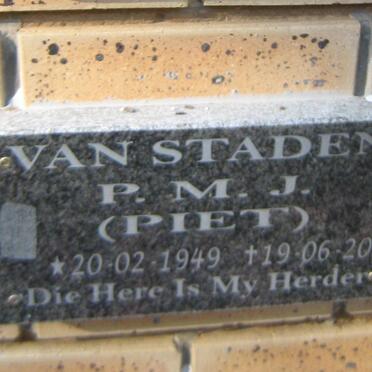 VAN STADEN
P. M. J.
(PIET)
★20-02-1949 †19-06-20
Die Here Is My Herder